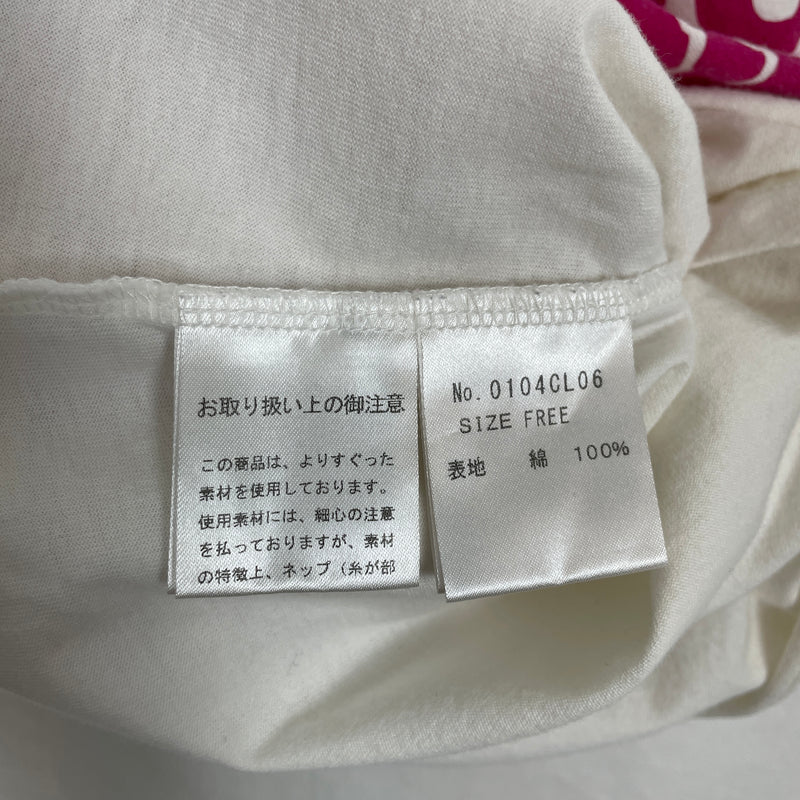 お取り扱い上の御注意
この商品は、よりすぐった
素材を使用しております。
使用素材には、細心の注意
を払っておりますが、素材
の特徴上、ネップ（糸が部
No. 0104CL06
SIZE FREE
表地 綿 100%